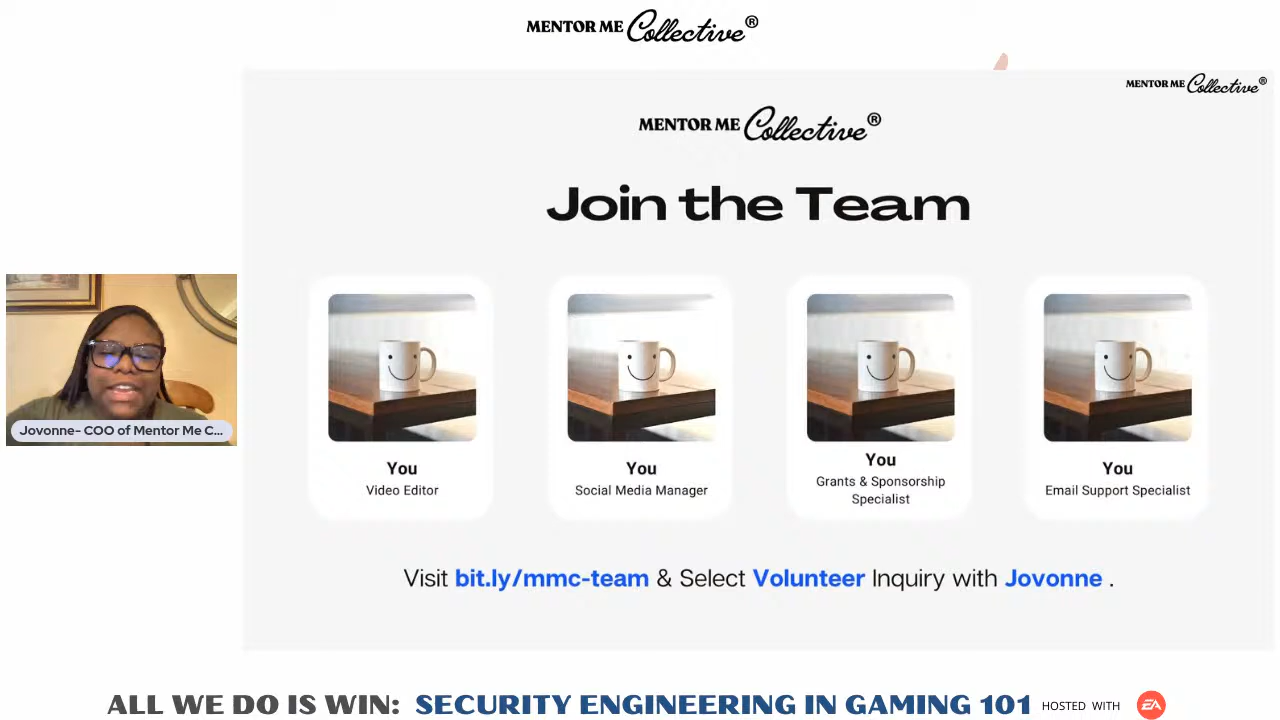 MENTOR ME Collective®
MENTOR ME Collective®
MENTOR ME Collective®
Join the Team
You
Video Editor
You
Social Media Manager
You
Grants & Sponsorship
Specialist
You
Email Support Specialist
Jovonne- COO of Mentor Me C...
Visit bit.ly/mmc-team & Select Volunteer Inquiry with Jovonne .
ALL WE DO IS WIN: SECURITY ENGINEERING IN GAMING 101 HOSTED WITH EA